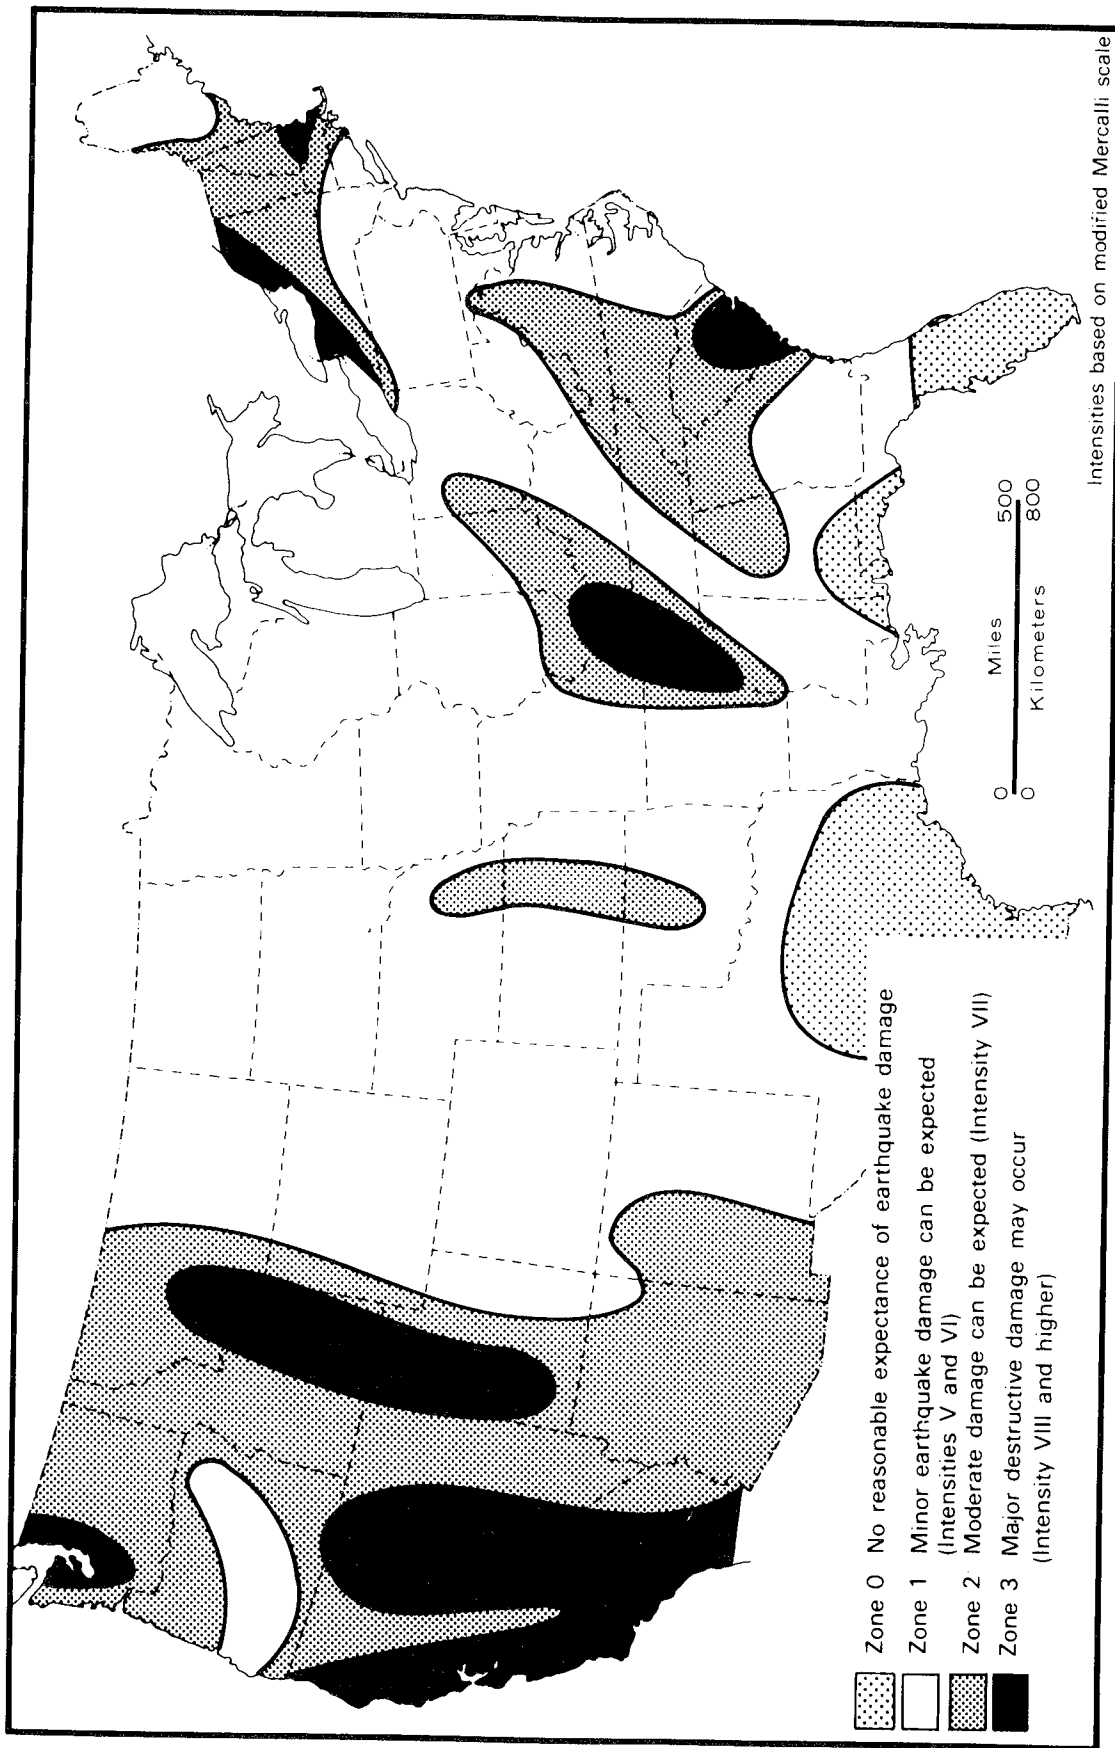 Intensities based on modified Mercalli scale
0 Miles 500
0 Kilometers 800
Zone 0 No reasonable expectance of earthquake damage
Zone 1 Minor earthquake damage can be expected
(Intensities V and VI)
Zone 2 Moderate damage can be expected (Intensity VII)
Zone 3 Major destructive damage may occur
(Intensity VIII and higher)